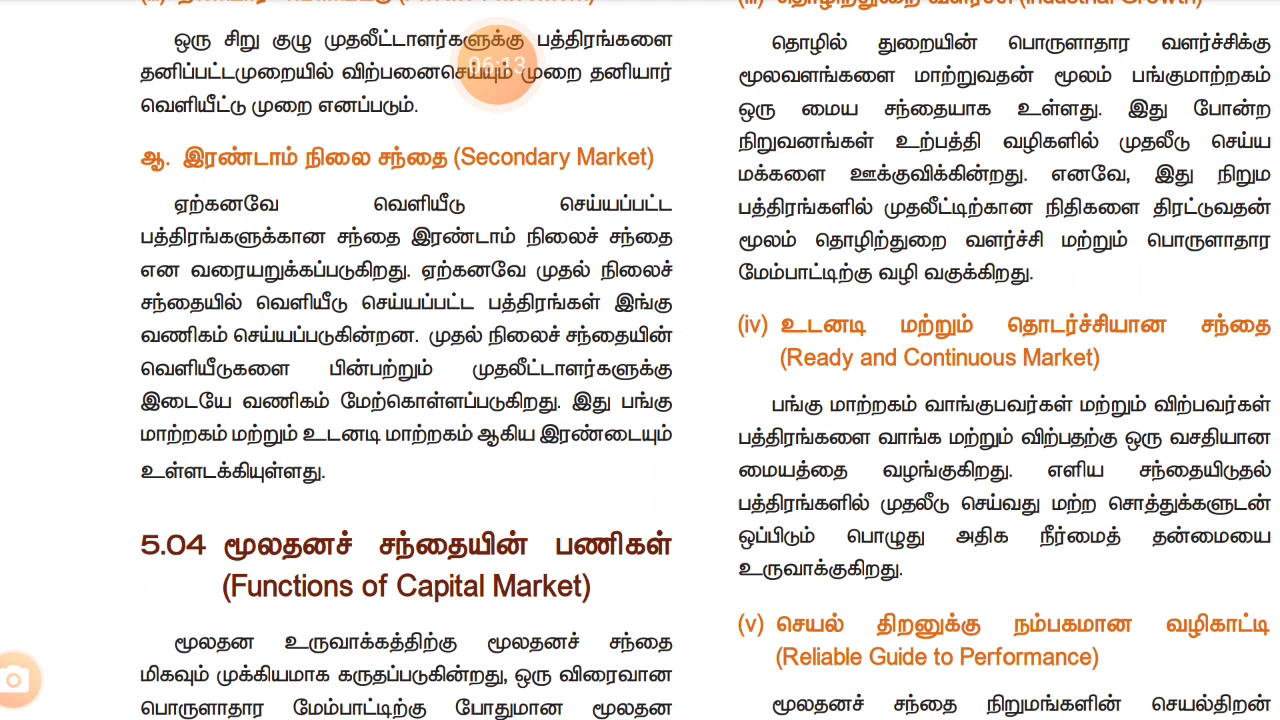 ஒரு சிறு குழு முதலீட்டாளர்களுக்கு பத்திரங்களை
தனிப்பட்டமுறையில் விற்பனைசெய்யும் முறை தனியார்
வெளியீட்டு முறை எனப்படும்.
06:13
ஆ. இரண்டாம் நிலை சந்தை (Secondary Market)
ஏற்கனவே வெளியீடு செய்யப்பட்ட
பத்திரங்களுக்கான சந்தை இரண்டாம் நிலைச் சந்தை
என வரையறுக்கப்படுகிறது. ஏற்கனவே முதல் நிலைச்
சந்தையில் வெளியீடு செய்யப்பட்ட பத்திரங்கள் இங்கு
வணிகம் செய்யப்படுகின்றன. முதல் நிலைச் சந்தையின்
வெளியீடுகளை பின்பற்றும் முதலீட்டாளர்களுக்கு
இடையே வணிகம் மேற்கொள்ளப்படுகிறது. இது பங்கு
மாற்றகம் மற்றும் உடனடி மாற்றகம் ஆகிய இரண்டையும்
உள்ளடக்கியுள்ளது.
5.04 மூலதனச் சந்தையின் பணிகள்
(Functions of Capital Market)
மூலதன உருவாக்கத்திற்கு மூலதனச் சந்தை
மிகவும் முக்கியமாக கருதப்படுகின்றது, ஒரு விரைவான
பொருளாதார மேம்பாட்டிற்கு போதுமான மூலதன
(iii) தொழிற்துறை வளர்ச்சி (Industrial Growth)
தொழில் துறையின் பொருளாதார வளர்ச்சிக்கு
மூலவளங்களை மாற்றுவதன் மூலம் பங்குமாற்றகம்
ஒரு மைய சந்தையாக உள்ளது. இது போன்ற
நிறுவனங்கள் உற்பத்தி வழிகளில் முதலீடு செய்ய
மக்களை ஊக்குவிக்கின்றது. எனவே, இது நிறும
பத்திரங்களில் முதலீட்டிற்கான நிதிகளை திரட்டுவதன்
மூலம் தொழிற்துறை வளர்ச்சி மற்றும் பொருளாதார
மேம்பாட்டிற்கு வழி வகுக்கிறது.
(iv) உடனடி மற்றும் தொடர்ச்சியான சந்தை
(Ready and Continuous Market)
பங்கு மாற்றகம் வாங்குபவர்கள் மற்றும் விற்பவர்கள்
பத்திரங்களை வாங்க மற்றும் விற்பதற்கு ஒரு வசதியான
மையத்தை வழங்குகிறது. எளிய சந்தையிடுதல்
பத்திரங்களில் முதலீடு செய்வது மற்ற சொத்துக்களுடன்
ஒப்பிடும் பொழுது அதிக நீர்மைத் தன்மையை
உருவாக்குகிறது.
(v) செயல் திறனுக்கு நம்பகமான வழிகாட்டி
(Reliable Guide to Performance)
மூலதனச் சந்தை நிறுமங்களின் செயல்திறன்